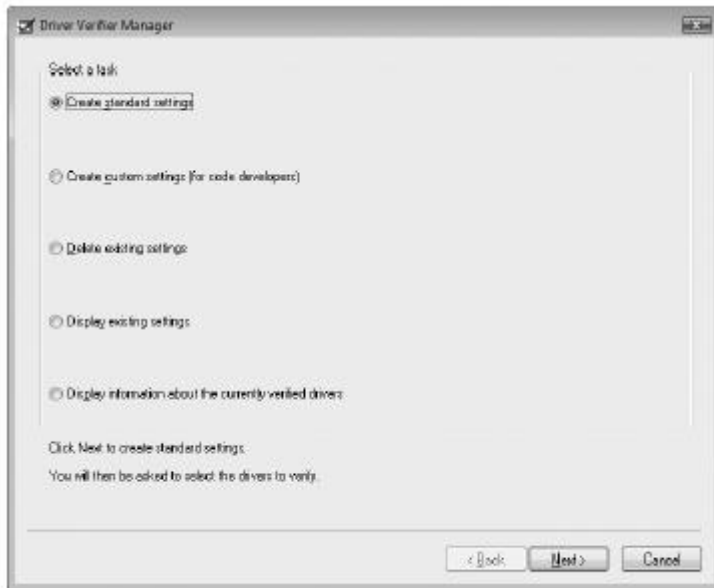 Driver Verifier Manager
Select a task
Create standard settings
Create custom settings (for code developers)
Delete existing settings
Display existing settings
Display information about the currently verified drivers
Click Next to create standard settings.
You will then be asked to select the drivers to verify.
< Back Next > Cancel